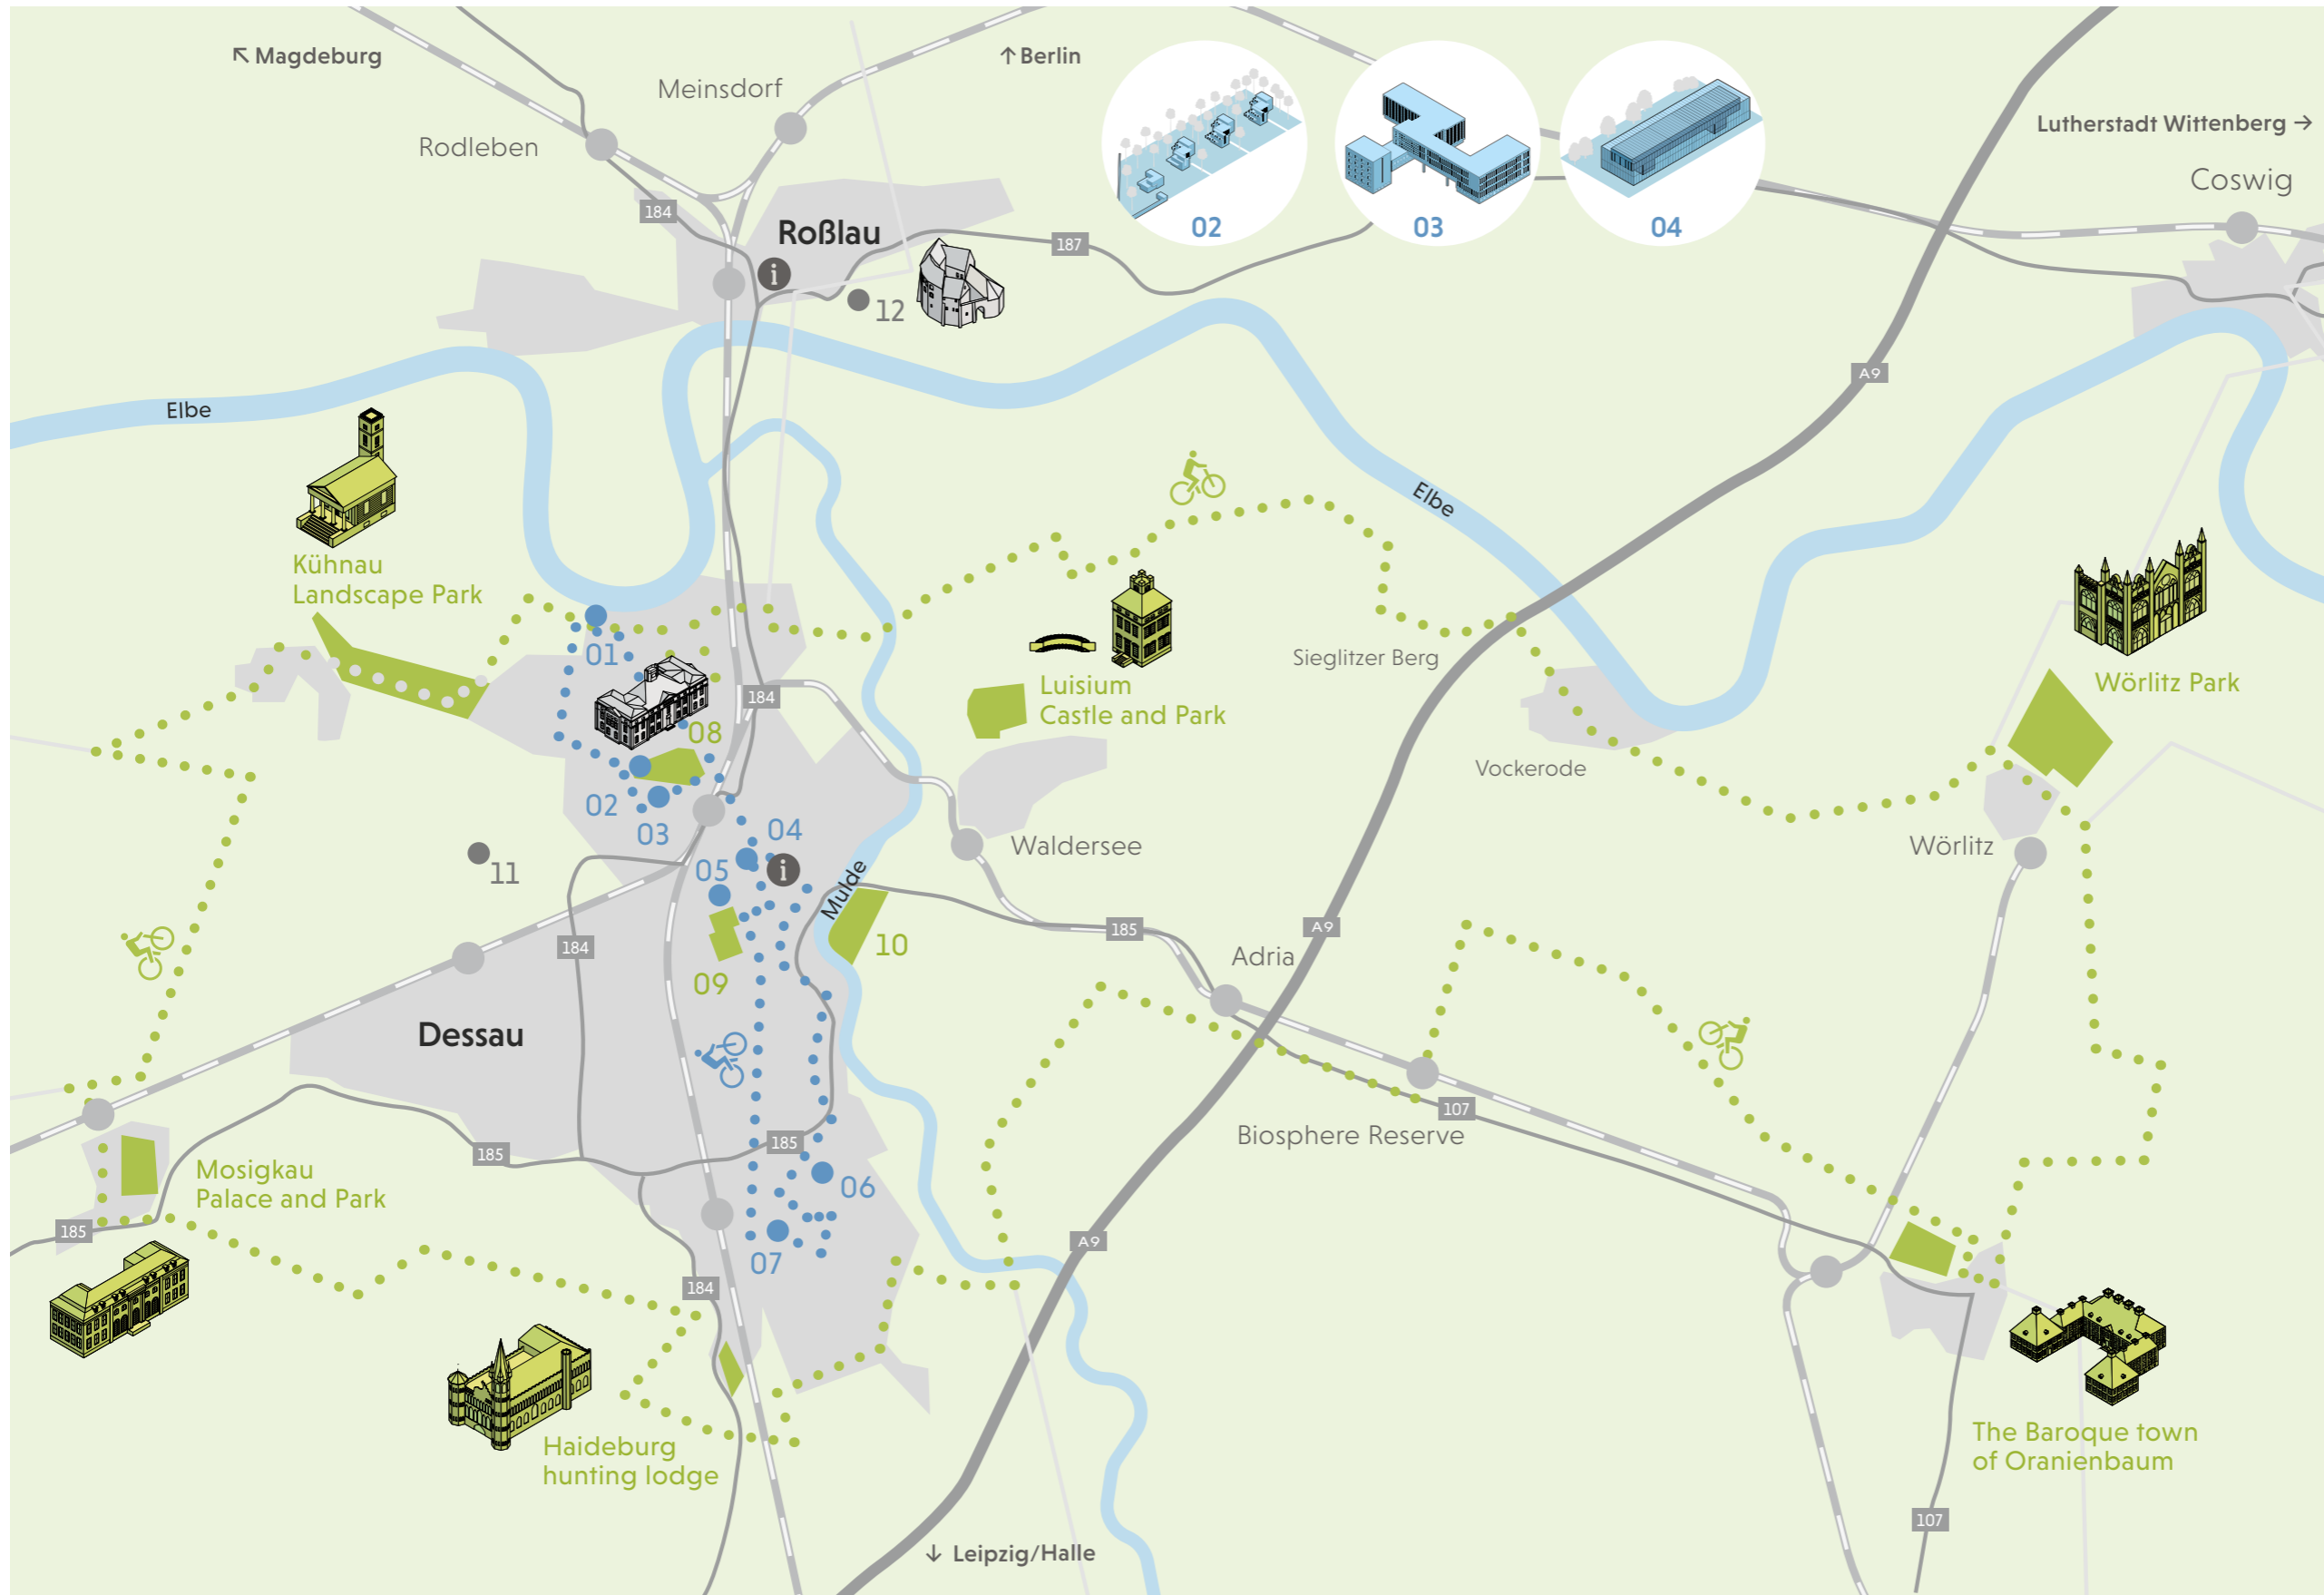 ↖ Magdeburg
↑ Berlin
Meinsdorf
Rodleben
Lutherstadt Wittenberg →
Coswig
184
Roßlau
02
03
04
187
i
12
A9
Elbe
Elbe
Kühnau
Landscape Park
01
Sieglitzer Berg
Luisium
Castle and Park
Wörlitz Park
184
08
Vockerode
02
03
04
Waldersee
Wörlitz
05
i
11
Mulde
185
A9
184
10
Adria
09
Dessau
107
Biosphere Reserve
185
185
Mosigkau
Palace and Park
06
185
07
A9
184
The Baroque town
of Oranienbaum
Haideburg
hunting lodge
107
↓ Leipzig/Halle